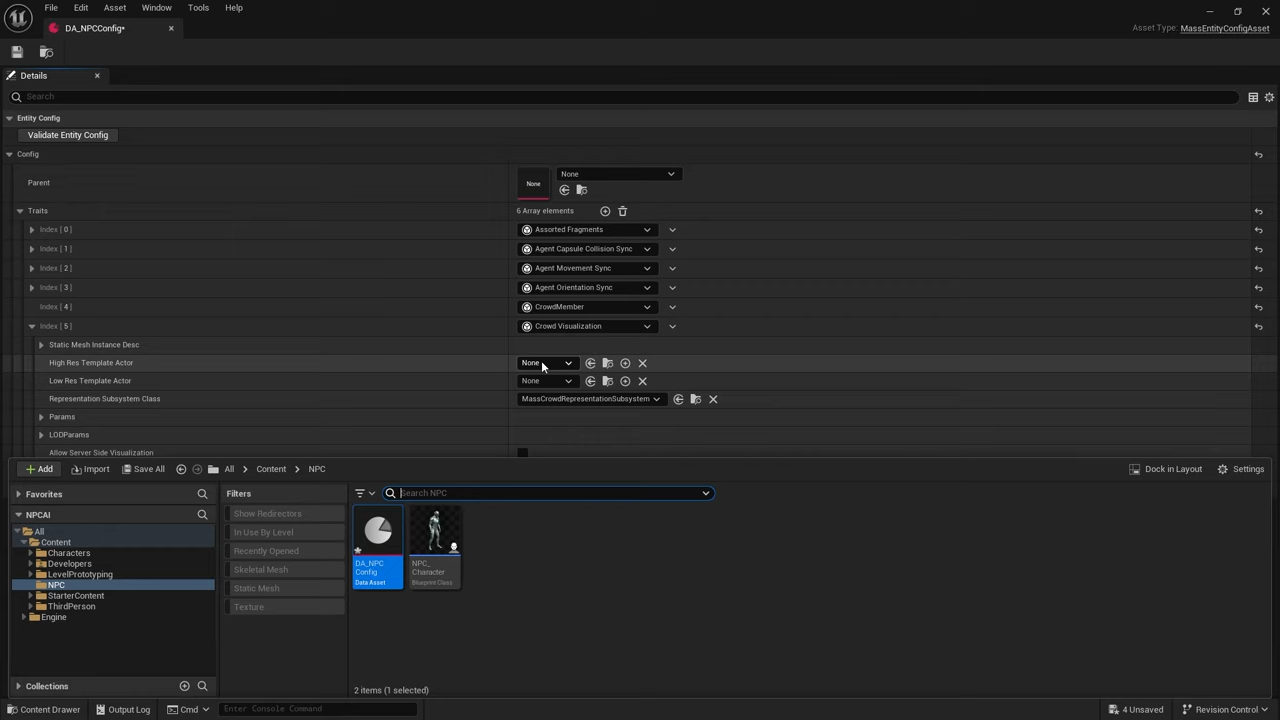 File Edit Asset Window Tools Help
DA_NPCConfig•
Asset Type: MassEntityConfigAsset
Details
Search
Entity Config
Validate Entity Config
Config
Parent None None
Traits 6 Array elements
Index [ 0 ] Assorted Fragments
Index [ 1 ] Agent Capsule Collision Sync
Index [ 2 ] Agent Movement Sync
Index [ 3 ] Agent Orientation Sync
Index [ 4 ] CrowdMember
Index [ 5 ] Crowd Visualization
Static Mesh Instance Desc
High Res Template Actor None
Low Res Template Actor None
Representation Subsystem Class MassCrowdRepresentationSubsystem
Params
LODParams
Allow Server Side Visualization
Add Import Save All All Content NPC Dock in Layout Settings
Favorites
NPCAI
All
Content
Characters
Developers
LevelPrototyping
NPC
StarterContent
ThirdPerson
Engine
Collections
Filters
Show Redirectors
In Use By Level
Recently Opened
Skeletal Mesh
Static Mesh
Texture
Search NPC
DA_NPC
Config
Data Asset
NPC_
Character
Blueprint Class
2 items (1 selected)
Content Drawer Output Log Cmd Enter Console Command 4 Unsaved Revision Control